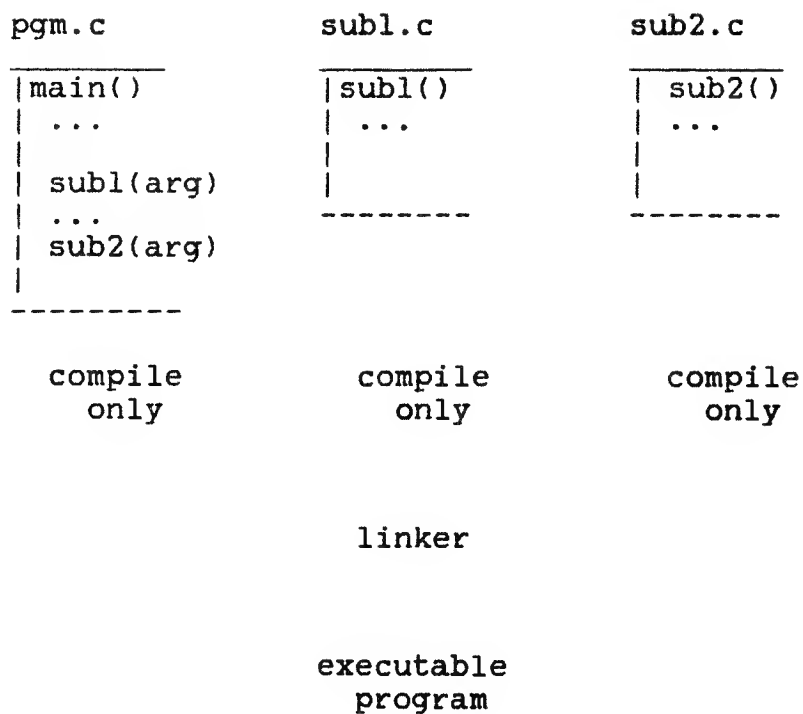 pgm.c sub1.c sub2.c
|main() |sub1() | sub2()
| ... | ... | ...
| | |
| sub1(arg) | |
| ... -------- --------
| sub2(arg)
|
---------
compile compile compile
only only only
linker
executable
program